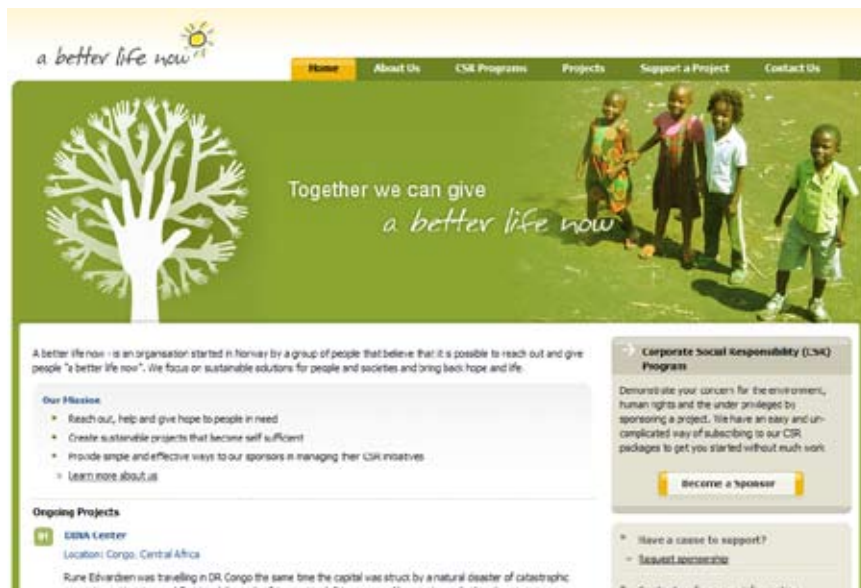 a better life now
Home About Us CSR Programs Projects Support a Project Contact Us
Together we can give
a better life now
A better life now - is an organisation started in Norway by a group of people that believe that it is possible to reach out and give
people "a better life now". We focus on sustainable solutions for people and societies and bring back hope and life.
Our Mission
Reach out, help and give hope to people in need
Create sustainable projects that become self sufficient
Provide simple and effective ways to our sponsors in managing their CSR initiatives
Learn more about us
Ongoing Projects
01
Center
Location: Congo, Central Africa
Rune Edvardsen was travelling in DR Congo the same time the capital was struct by a natural disaster of catastrophic
Corporate Social Responsibility (CSR)
Program
Demonstrate your concern for the environment,
human rights and the under privileged by
sponsoring a project. We have an easy and un-
complicated way of subscribing to our CSR
packages to get you started without much work
Become a Sponsor
Have a cause to support?
Request sponsorship